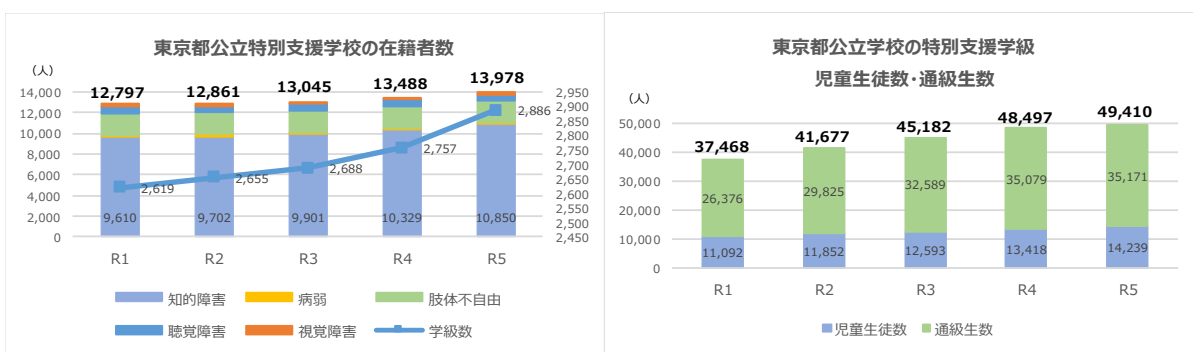 東京都公立特別支援学校の在籍者数
（人）
12,797 12,861 13,045 13,488 13,978
14,000 2,950
12,000 2,900
10,000 2,850
8,000 2,800
6,000 2,750
4,000 2,700
2,000 2,650
0 2,600
2,550
2,500
2,450
2,619 2,655 2,688 2,757 2,886
9,610 9,702 9,901 10,329 10,850
R1 R2 R3 R4 R5
知的障害 病弱 肢体不自由
聴覚障害 視覚障害 学級数
東京都公立学校の特別支援学級
児童生徒数・通級生数
（人）
37,468 41,677 45,182 48,497 49,410
50,000
40,000
30,000
20,000
10,000
0
26,376 29,825 32,589 35,079 35,171
11,092 11,852 12,593 13,418 14,239
R1 R2 R3 R4 R5
児童生徒数 通級生数